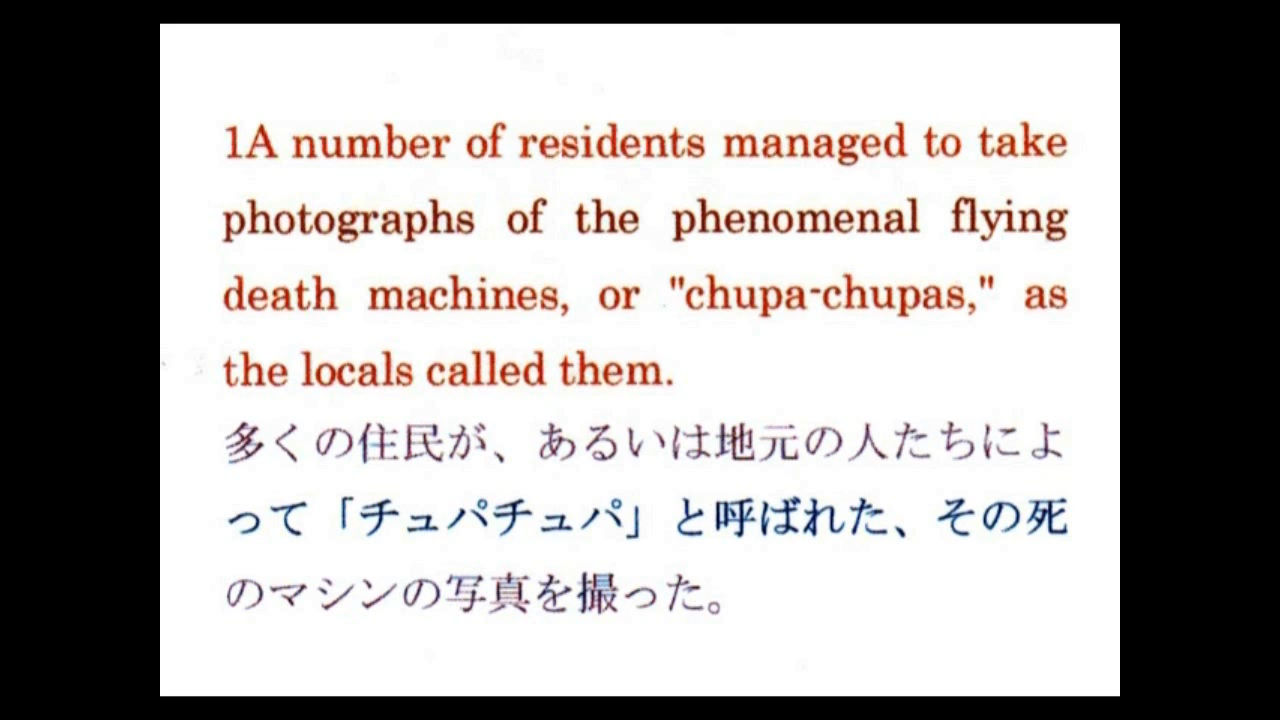 1A number of residents managed to take
photographs of the phenomenal flying
death machines, or "chupa-chupas," as
the locals called them.
多くの住民が、あるいは地元の人たちによ
って「チュパチュパ」と呼ばれた、その死
のマシンの写真を撮った。